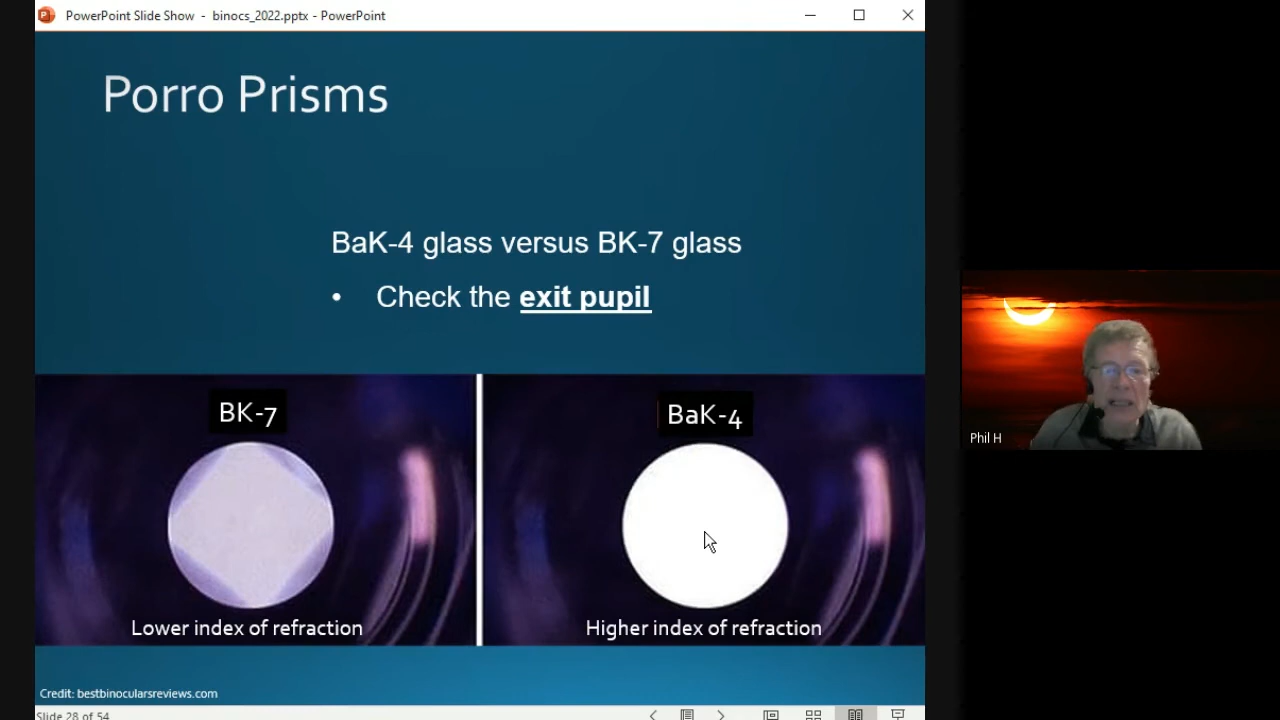 PowerPoint Slide Show - binocs_2022.pptx - PowerPoint
Porro Prisms
BaK-4 glass versus BK-7 glass
• Check the exit pupil
BK-7
BaK-4
Lower index of refraction
Higher index of refraction
Phil H
Credit: bestbinocularsreviews.com
Slide 28 of 54